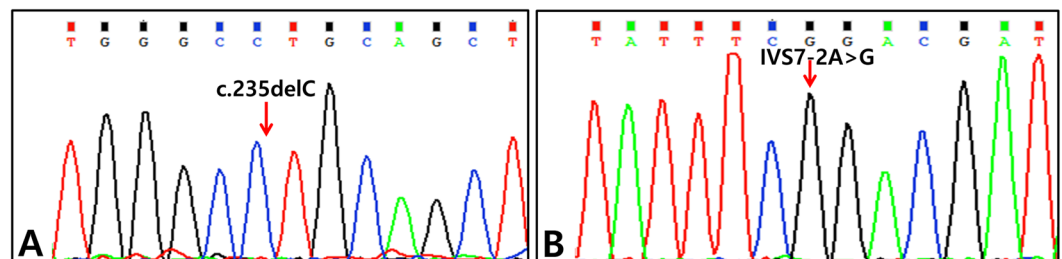 T G G G C C T G C A G C T
c.235delC
A
T A T T T C G G A C G A T
IVS7-2A>G
B